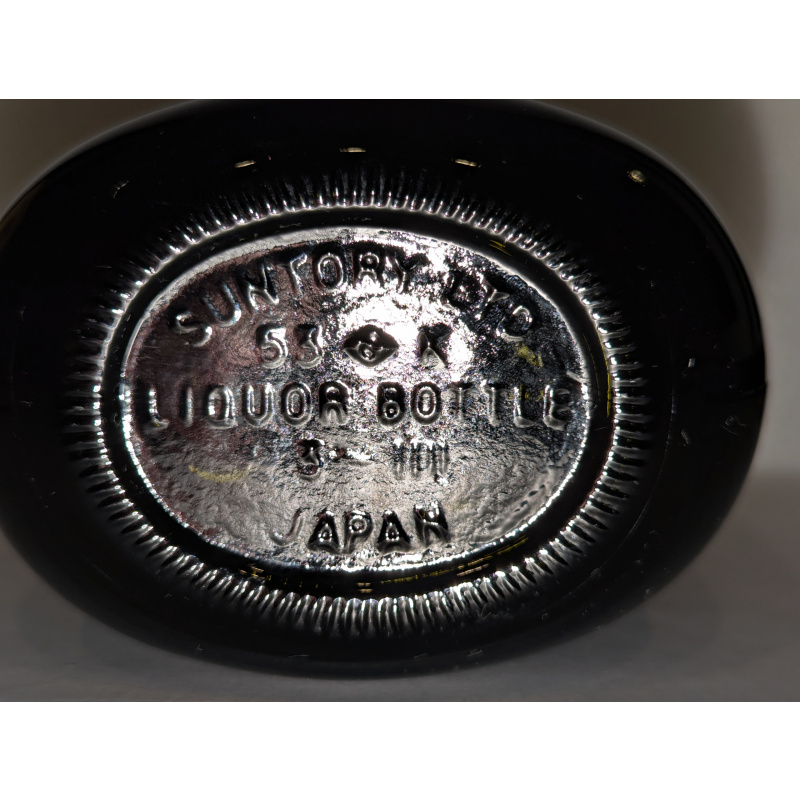 SUNTORY LTD
53 K
LIQUOR BOTTLE
3
JAPAN